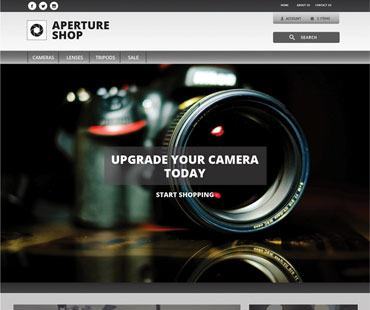 HOME ABOUT US CONTACT US
ACCOUNT 0 ITEMS
APERTURE
SHOP
SEARCH
CAMERAS LENSES TRIPODS SALE
UPGRADE YOUR CAMERA
TODAY
START SHOPPING